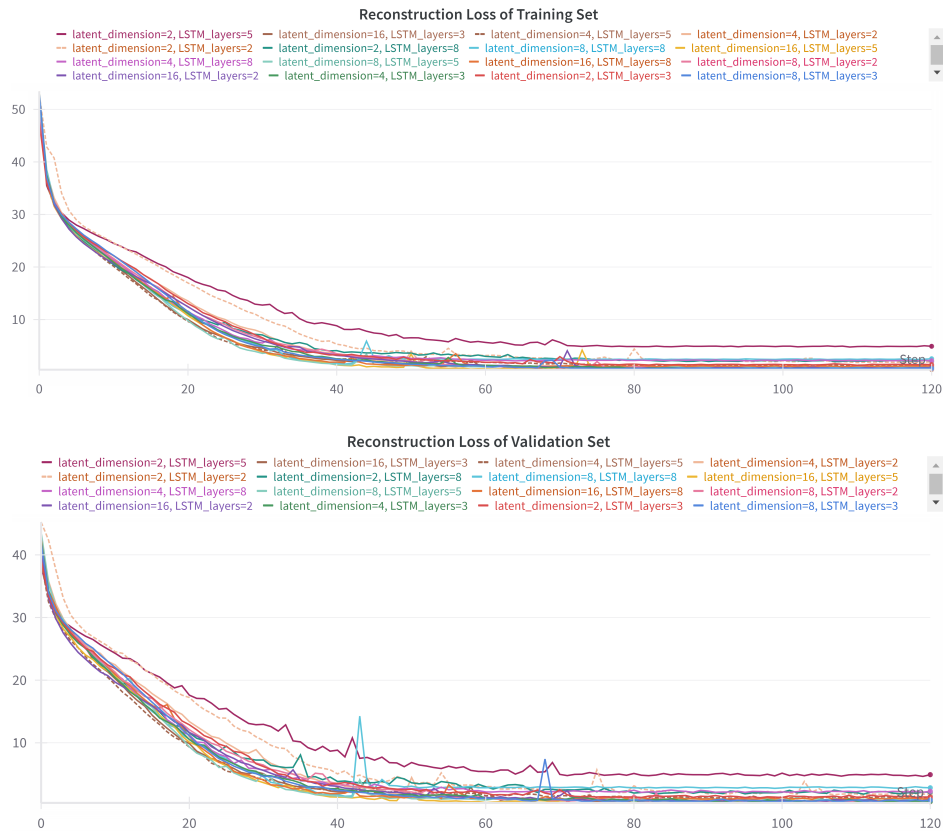 Reconstruction Loss of Training Set
latent_dimension=2, LSTM_layers=5 latent_dimension=16, LSTM_layers=3 latent_dimension=4, LSTM_layers=5 latent_dimension=4, LSTM_layers=2
latent_dimension=2, LSTM_layers=2 latent_dimension=2, LSTM_layers=8 latent_dimension=8, LSTM_layers=8 latent_dimension=16, LSTM_layers=5
latent_dimension=4, LSTM_layers=8 latent_dimension=8, LSTM_layers=5 latent_dimension=16, LSTM_layers=8 latent_dimension=8, LSTM_layers=2
latent_dimension=16, LSTM_layers=2 latent_dimension=4, LSTM_layers=3 latent_dimension=2, LSTM_layers=3 latent_dimension=8, LSTM_layers=3
50
40
30
20
10
Step
0 20 40 60 80 100 120
Reconstruction Loss of Validation Set
latent_dimension=2, LSTM_layers=5 latent_dimension=16, LSTM_layers=3 latent_dimension=4, LSTM_layers=5 latent_dimension=4, LSTM_layers=2
latent_dimension=2, LSTM_layers=2 latent_dimension=2, LSTM_layers=8 latent_dimension=8, LSTM_layers=8 latent_dimension=16, LSTM_layers=5
latent_dimension=4, LSTM_layers=8 latent_dimension=8, LSTM_layers=5 latent_dimension=16, LSTM_layers=8 latent_dimension=8, LSTM_layers=2
latent_dimension=16, LSTM_layers=2 latent_dimension=4, LSTM_layers=3 latent_dimension=2, LSTM_layers=3 latent_dimension=8, LSTM_layers=3
40
30
20
10
Step
0 20 40 60 80 100 120